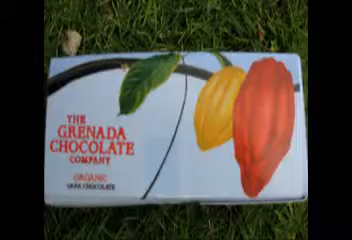 THE
GRENADA
CHOCOLATE
COMPANY
ORGANIC
DARK CHOCOLATE